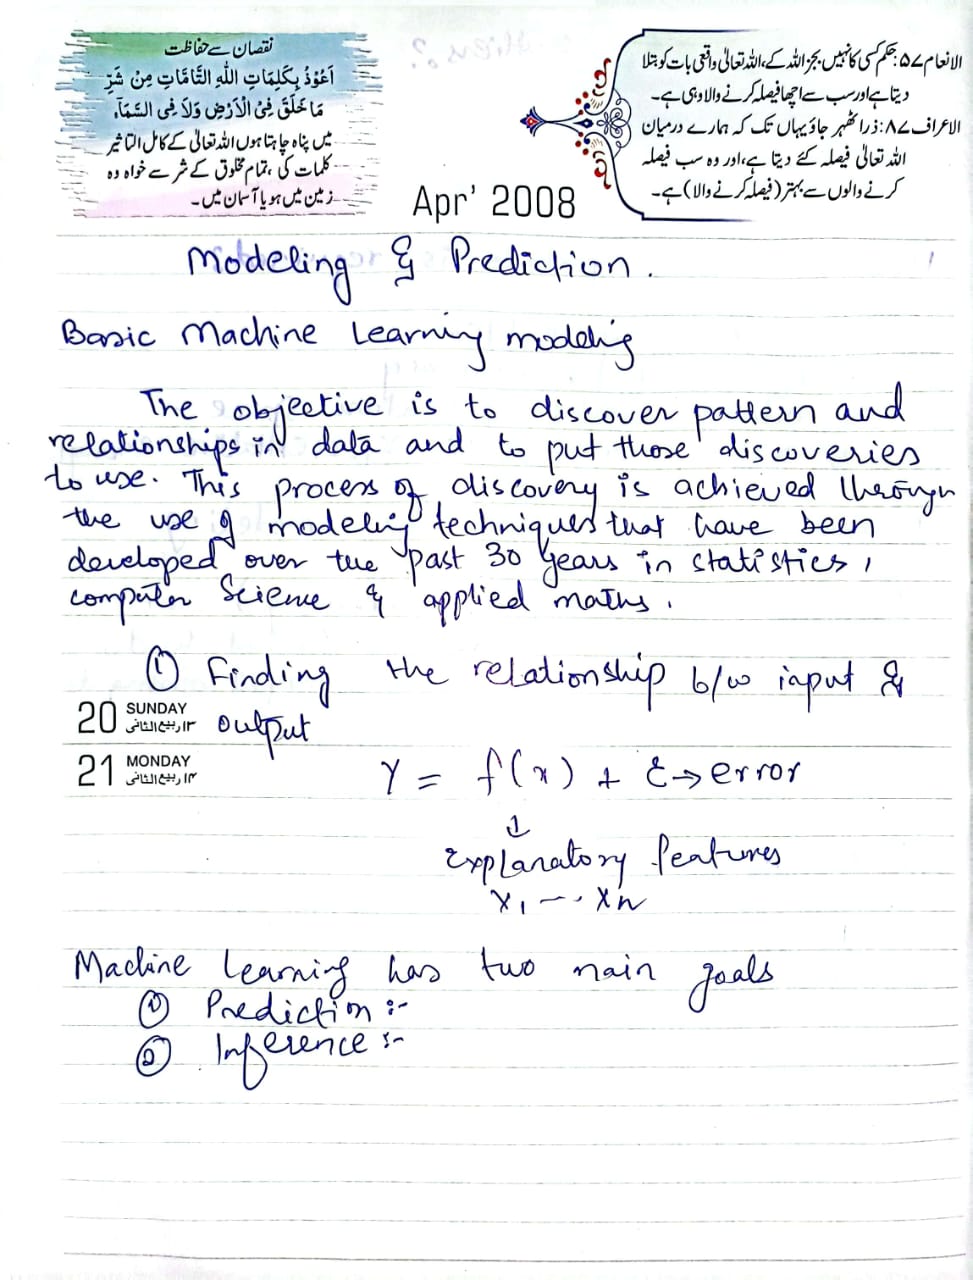 نقصان سے حفاظت
اَعُوْذُ بِكَلِمَاتِ اللّٰهِ التَّامَّاتِ مِنْ شَرِّ
مَا خَلَقَ فِى الْاَرْضِ وَلَا فِى السَّمَآءِ
میں پناہ چاہتا ہوں اللہ تعالیٰ کے کامل التاثیر
کلمات کی ،تمام مخلوق کے شر سے خواہ وہ
زمین میں ہو یا آسمان میں۔
الانعام ۵۷: حکم کسی کا نہیں بجز اللہ کے، اللہ تعالیٰ واقعی بات کو بتلا
دیتا ہے اور سب سے اچھا فیصلہ کرنے والا وہی ہے۔
الاعراف ۸۷: ذرا ٹھہر جاؤ یہاں تک کہ ہمارے درمیان
اللہ تعالیٰ فیصلہ کئے دیتا ہے، اور وہ سب فیصلہ
کرنے والوں سے بہتر (فیصلہ کرنے والا) ہے۔
Apr' 2008
Modeling & Prediction.
Basic Machine Learning modeling
The objective is to discover pattern and
relationships in data and to put those discoveries
to use. This process of discovery is achieved through
the use of modeling techniques that have been
developed over the past 30 years in statistics,
computer Science & applied maths.
① Finding the relationship b/w input &
20 SUNDAY ۱۳ ربیع الثانی
output
21 MONDAY ۱۴ ربیع الثانی
Y = f(x) + ε → error
↓
Explanatory features
x₁ --- xn
Machine Learning has two main goals
① Prediction :-
② Inference :-